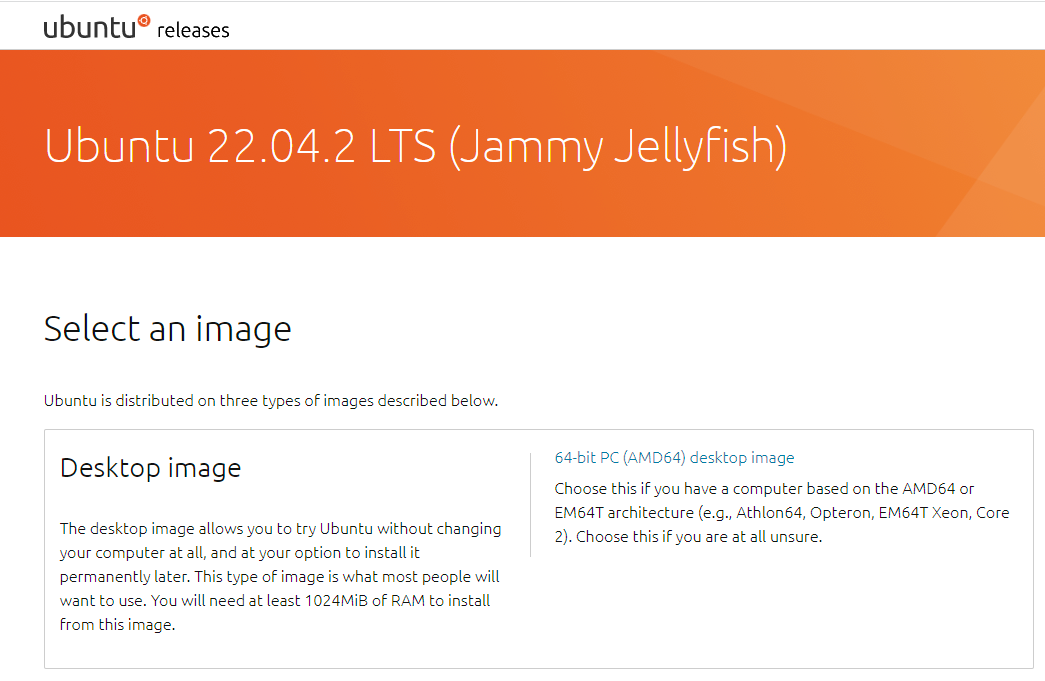 ubuntu releases
Ubuntu 22.04.2 LTS (Jammy Jellyfish)
Select an image
Ubuntu is distributed on three types of images described below.
Desktop image
The desktop image allows you to try Ubuntu without changing
your computer at all, and at your option to install it
permanently later. This type of image is what most people will
want to use. You will need at least 1024MiB of RAM to install
from this image.
64-bit PC (AMD64) desktop image
Choose this if you have a computer based on the AMD64 or
EM64T architecture (e.g., Athlon64, Opteron, EM64T Xeon, Core
2). Choose this if you are at all unsure.